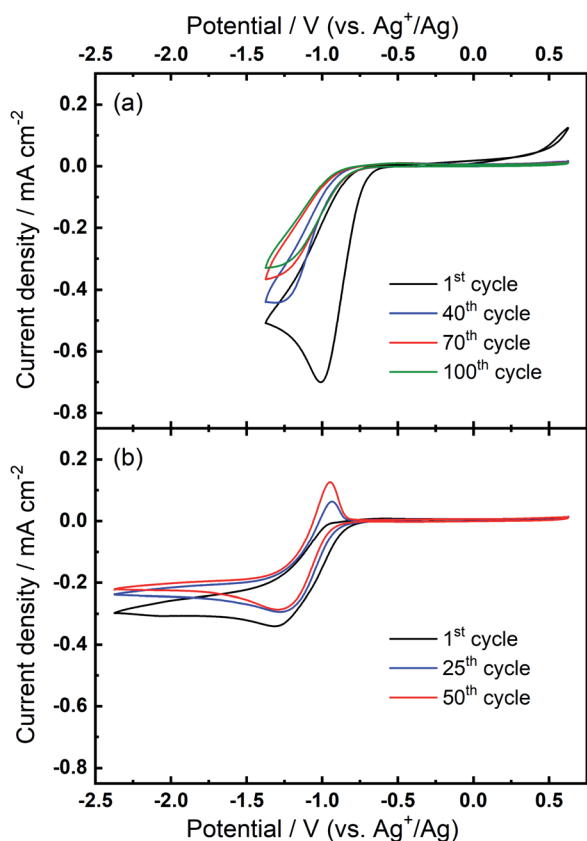 Potential / V (vs. Ag⁺/Ag)
-2.5 -2.0 -1.5 -1.0 -0.5 0.0 0.5
(a)
0.2
0.0
-0.2
-0.4
-0.6
-0.8
Current density / mA cm⁻²
1ˢᵗ cycle
40ᵗʰ cycle
70ᵗʰ cycle
100ᵗʰ cycle
(b)
0.2
0.0
-0.2
-0.4
-0.6
-0.8
Current density / mA cm⁻²
1ˢᵗ cycle
25ᵗʰ cycle
50ᵗʰ cycle
-2.5 -2.0 -1.5 -1.0 -0.5 0.0 0.5
Potential / V (vs. Ag⁺/Ag)